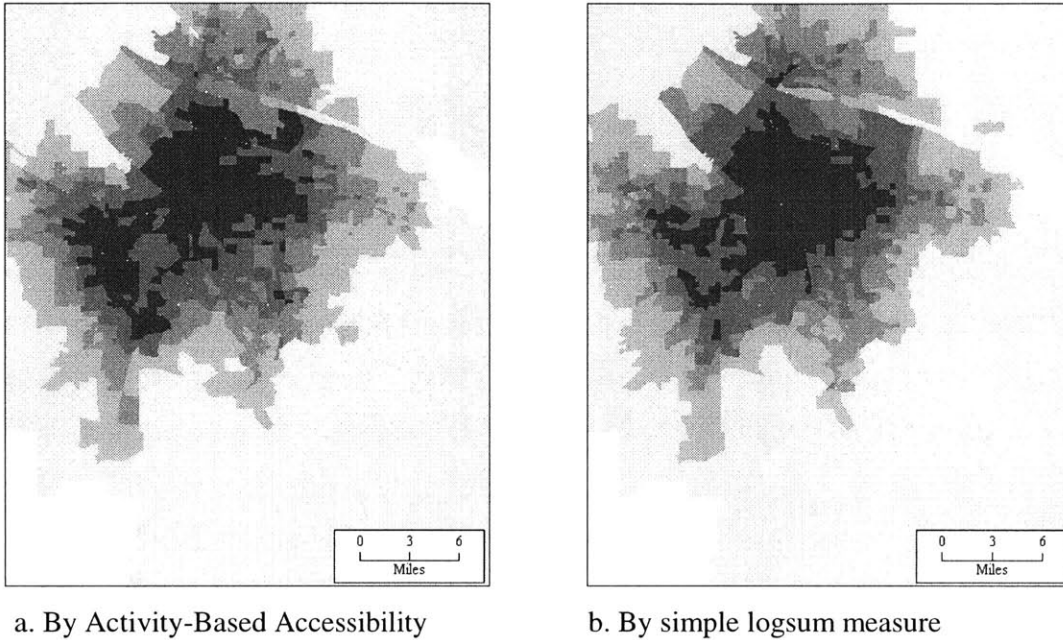 0 3 6
Miles
0 3 6
Miles
a. By Activity-Based Accessibility
b. By simple logsum measure